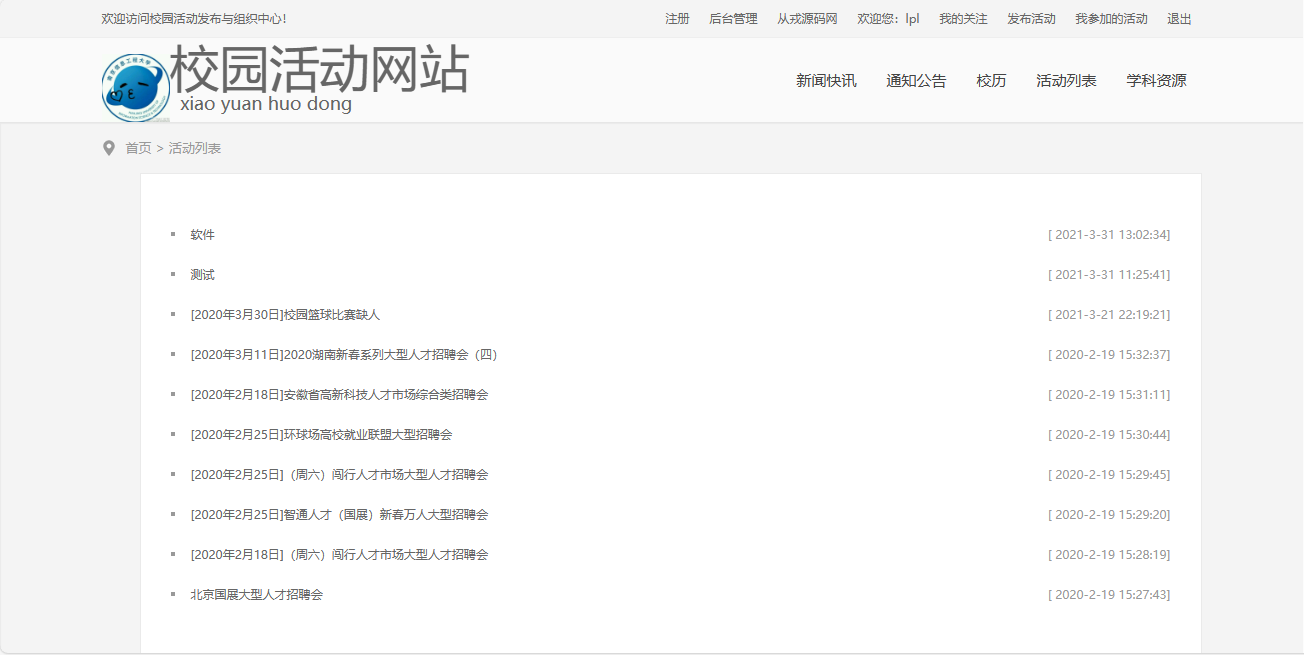 欢迎访问校园活动发布与组织中心!
注册 后台管理 从戎源码网 欢迎您: lpl 我的关注 发布活动 我参加的活动 退出
校园活动网站
xiao yuan huo dong
新闻快讯 通知公告 校历 活动列表 学科资源
首页 > 活动列表
软件 [ 2021-3-31 13:02:34]
测试 [ 2021-3-31 11:25:41]
[2020年3月30日]校园篮球比赛缺人 [ 2021-3-21 22:19:21]
[2020年3月11日]2020湖南新春系列大型人才招聘会（四） [ 2020-2-19 15:32:37]
[2020年2月18日]安徽省高新科技人才市场综合类招聘会 [ 2020-2-19 15:31:11]
[2020年2月25日]环球场高校就业联盟大型招聘会 [ 2020-2-19 15:30:44]
[2020年2月25日]（周六）闯行人才市场大型人才招聘会 [ 2020-2-19 15:29:45]
[2020年2月25日]智通人才（国展）新春万人大型招聘会 [ 2020-2-19 15:29:20]
[2020年2月18日]（周六）闯行人才市场大型人才招聘会 [ 2020-2-19 15:28:19]
北京国展大型人才招聘会 [ 2020-2-19 15:27:43]